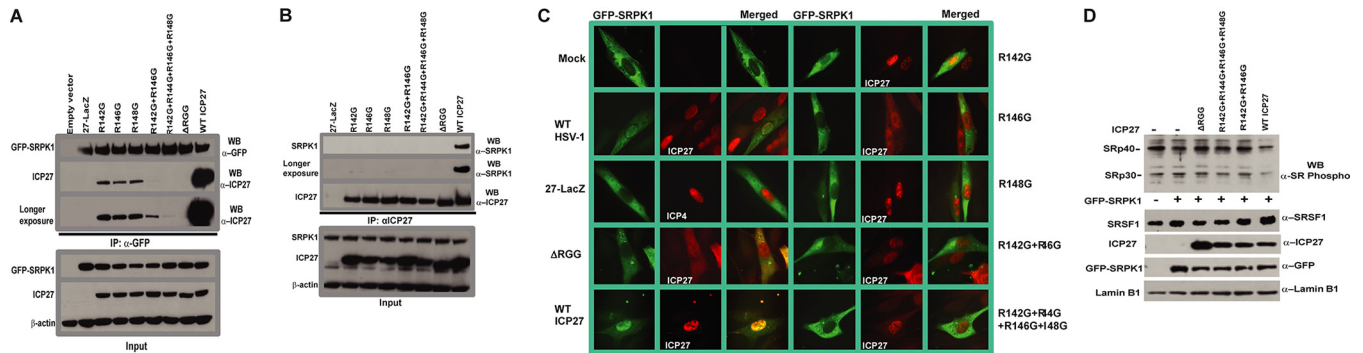 A
Empty vector
27-LacZ
R142G
R146G
R148G
R142G+R146G
R142G+R144G+R146G+R148G
ΔRGG
WT ICP27
GFP-SRPK1
WB
α–GFP
ICP27
WB
α–ICP27
Longer
exposure
WB
α–ICP27
IP: α-GFP
GFP-SRPK1
ICP27
β-actin
Input
B
27-LacZ
R142G
R146G
R148G
R142G+R146G
R142G+R144G+R146G+R148G
ΔRGG
WT ICP27
SRPK1
WB
α–SRPK1
Longer
exposure
WB
α–SRPK1
ICP27
WB
α–ICP27
IP: αICP27
SRPK1
ICP27
β-actin
Input
C
GFP-SRPK1
Merged
GFP-SRPK1
Merged
Mock
ICP27
R142G
WT
HSV-1
ICP27
ICP27
R146G
27-LacZ
ICP4
ICP27
R148G
ΔRGG
ICP27
ICP27
R142G+R46G
WT
ICP27
ICP27
ICP27
R142G+R44G
+R146G+I48G
D
ICP27
-
-
ΔRGG
R142G+R144G+R146G+R148G
R142G+R146G
WT ICP27
SRp40
SRp30
WB
α–SR Phospho
GFP-SRPK1
- + + + + +
SRSF1
α–SRSF1
ICP27
α–ICP27
GFP-SRPK1
α–GFP
Lamin B1
α–Lamin B1